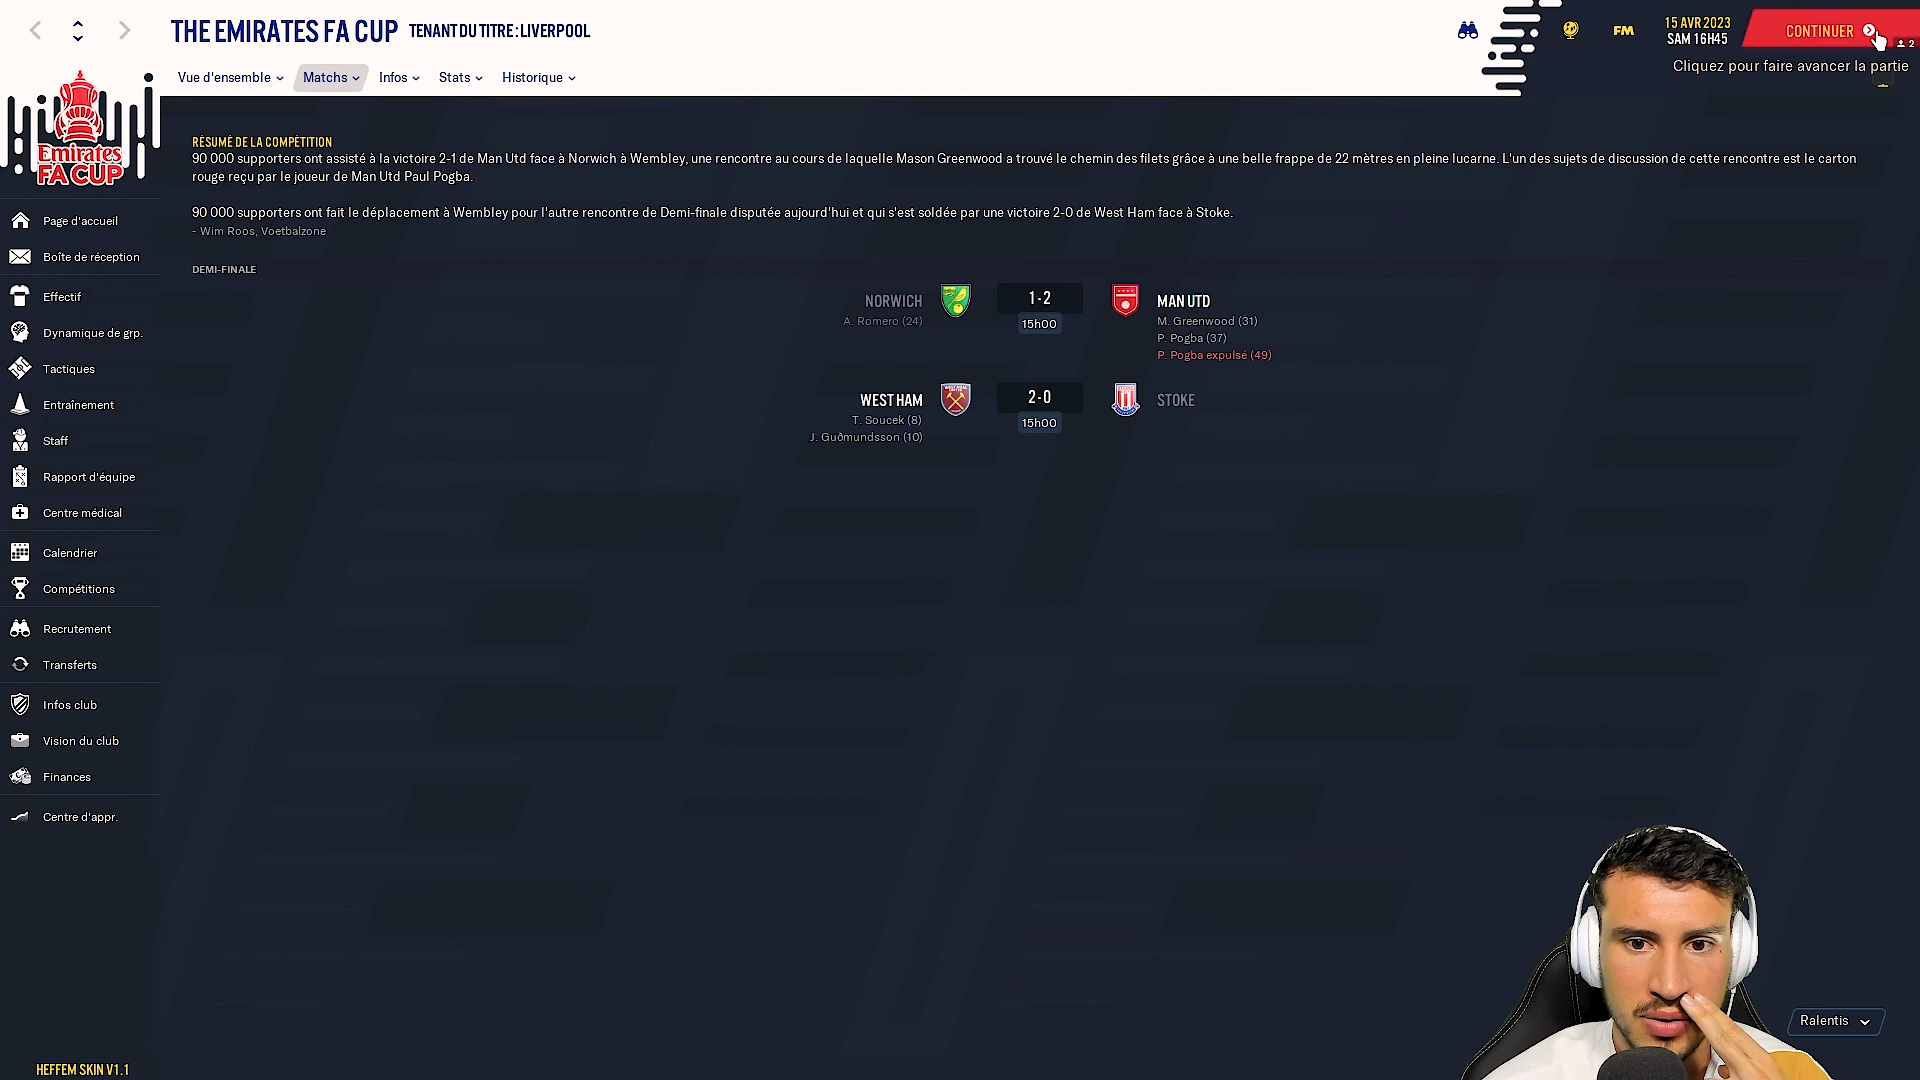 THE EMIRATES FA CUP TENANT DU TITRE : LIVERPOOL
FM
15 AVR 2023
SAM 16H45
CONTINUER
2
Cliquez pour faire avancer la partie
Vue d'ensemble
Matchs
Infos
Stats
Historique
Emirates
FA CUP
RÉSUMÉ DE LA COMPÉTITION
90 000 supporters ont assisté à la victoire 2-1 de Man Utd face à Norwich à Wembley, une rencontre au cours de laquelle Mason Greenwood a trouvé le chemin des filets grâce à une belle frappe de 22 mètres en pleine lucarne. L'un des sujets de discussion de cette rencontre est le carton
rouge reçu par le joueur de Man Utd Paul Pogba.
90 000 supporters ont fait le déplacement à Wembley pour l'autre rencontre de Demi-finale disputée aujourd'hui et qui s'est soldée par une victoire 2-0 de West Ham face à Stoke.
- Wim Roos, Voetbalzone
DEMI-FINALE
NORWICH
A. Romero (24)
1 - 2
15h00
MAN UTD
M. Greenwood (31)
P. Pogba (37)
P. Pogba expulsé (49)
WEST HAM
T. Soucek (8)
J. Guðmundsson (10)
2 - 0
15h00
STOKE
Page d'accueil
Boîte de réception
Effectif
Dynamique de grp.
Tactiques
Entraînement
Staff
Rapport d'équipe
Centre médical
Calendrier
Compétitions
Recrutement
Transferts
Infos club
Vision du club
Finances
Centre d'appr.
Ralentis
HEFFEM SKIN V1.1